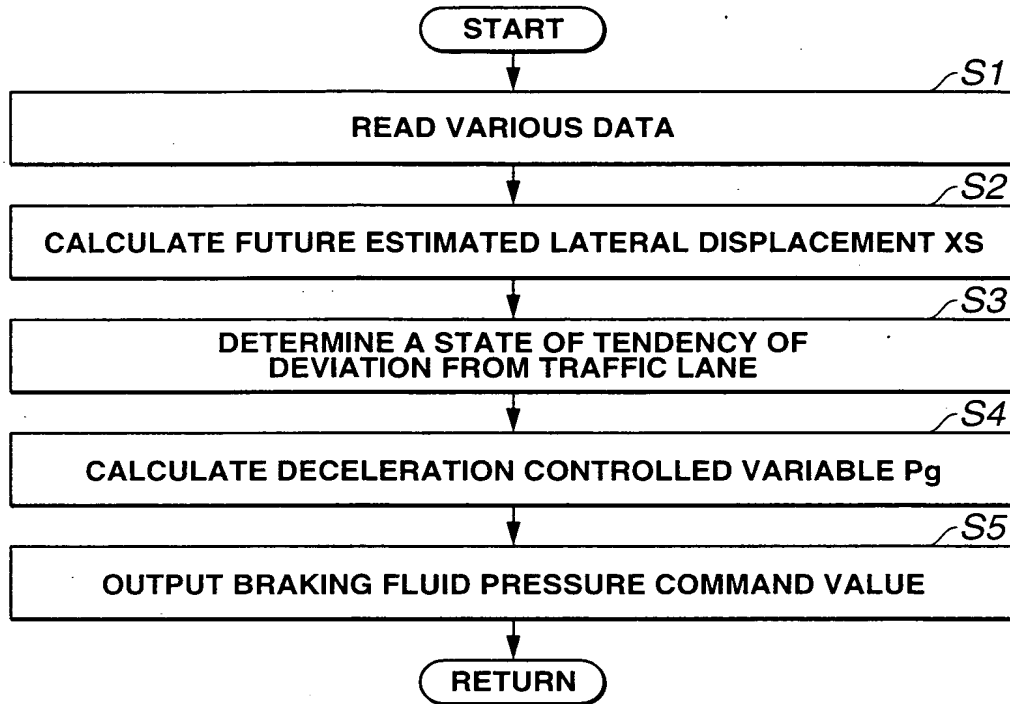 START
S1
READ VARIOUS DATA
S2
CALCULATE FUTURE ESTIMATED LATERAL DISPLACEMENT XS
S3
DETERMINE A STATE OF TENDENCY OF
DEVIATION FROM TRAFFIC LANE
S4
CALCULATE DECELERATION CONTROLLED VARIABLE Pg
S5
OUTPUT BRAKING FLUID PRESSURE COMMAND VALUE
RETURN